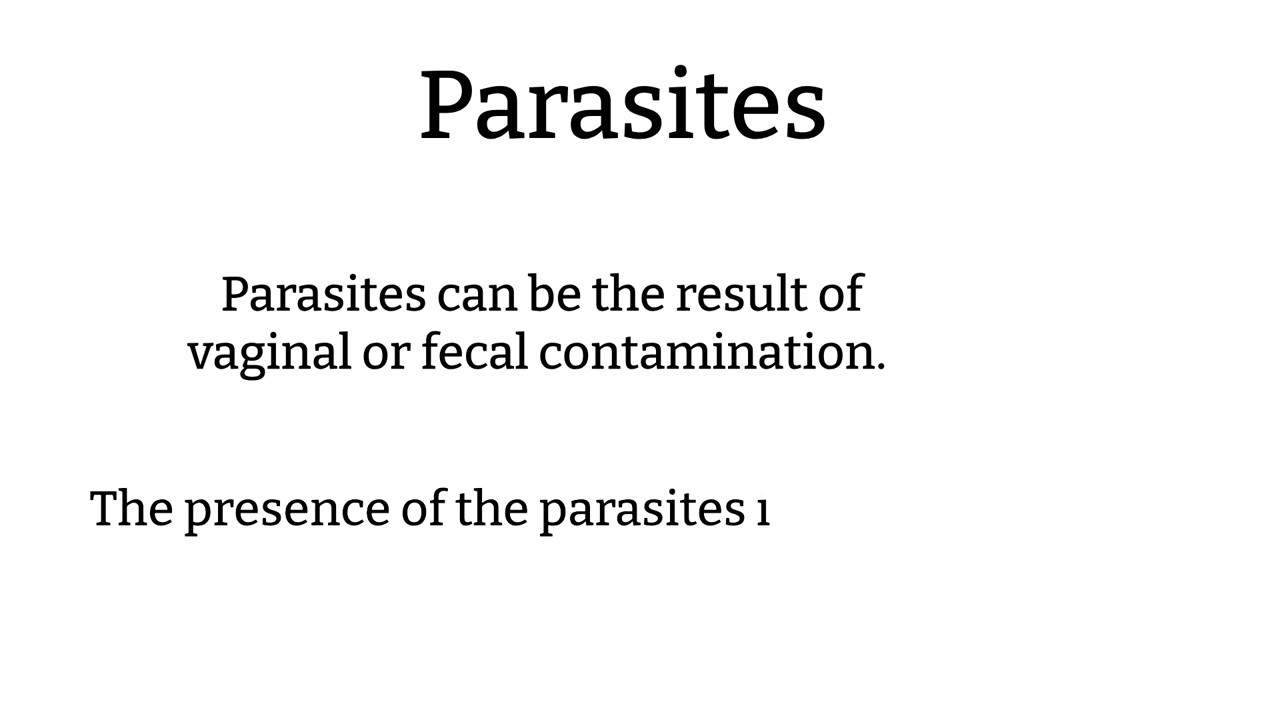 Parasites
Parasites can be the result of
vaginal or fecal contamination.
The presence of the parasites